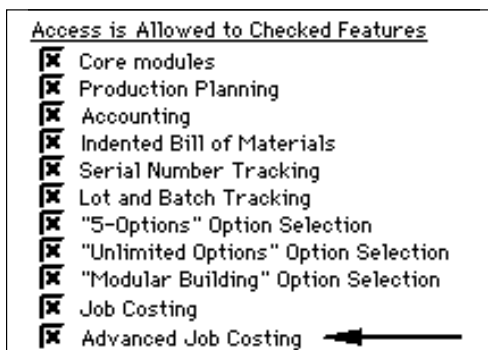 Access is Allowed to Checked Features
Core modules
Production Planning
Accounting
Indented Bill of Materials
Serial Number Tracking
Lot and Batch Tracking
"5-Options" Option Selection
"Unlimited Options" Option Selection
"Modular Building" Option Selection
Job Costing
Advanced Job Costing